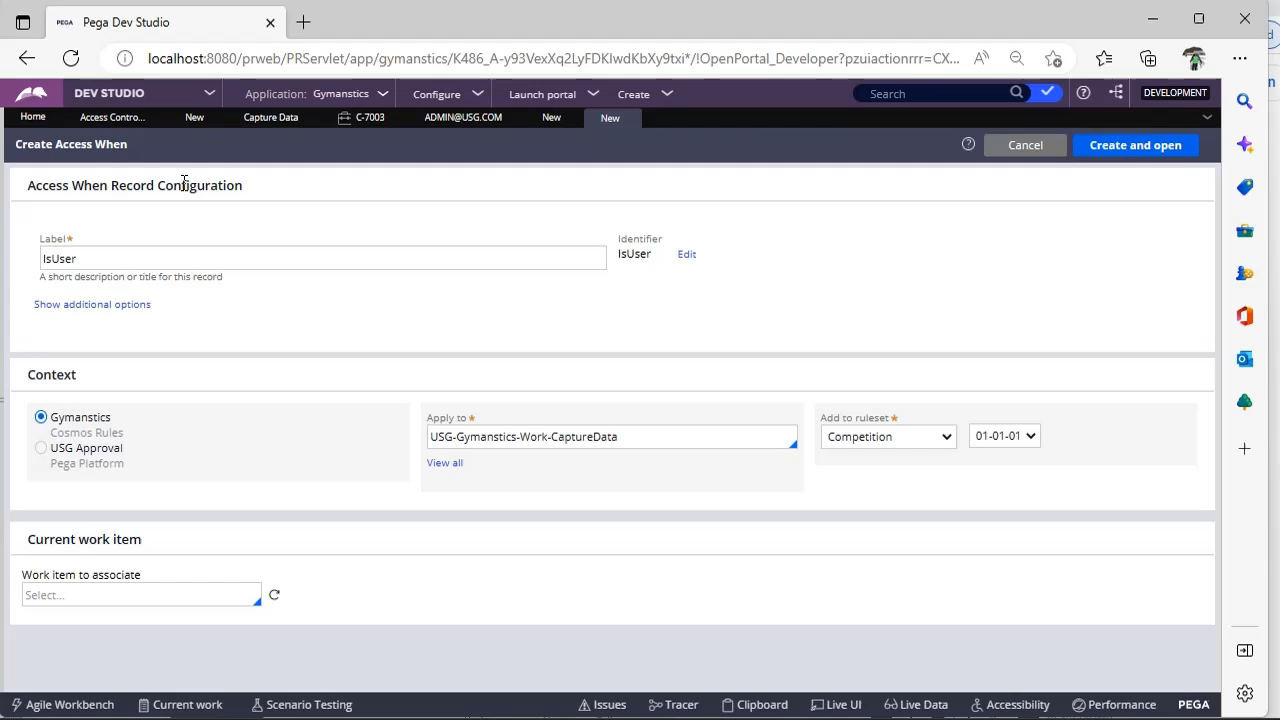 PEGA Pega Dev Studio
localhost:8080/prweb/PRServlet/app/gymanstics/K486_A-y93VexXq2LyFDKIwdKbXy9txi*/!OpenPortal_Developer?pzuiactionrrr=CX...
DEV STUDIO Application: Gymanstics Configure Launch portal Create Search DEVELOPMENT
Home Access Contro... New Capture Data C-7003 ADMIN@USG.COM New New
Create Access When Cancel Create and open
Access When Record Configuration
Label* Identifier
IsUser IsUser Edit
A short description or title for this record
Show additional options
Context
Gymanstics Apply to * Add to ruleset *
Cosmos Rules USG-Gymanstics-Work-CaptureData Competition 01-01-01
USG Approval
Pega Platform View all
Current work item
Work item to associate
Select...
Agile Workbench Current work Scenario Testing Issues Tracer Clipboard Live UI Live Data Accessibility Performance PEGA